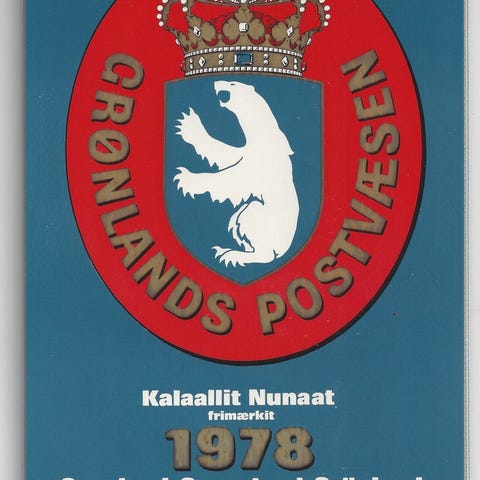 GRØNLANDS POSTVÆSEN
Kalaallit Nunaat
frimærkit
1978